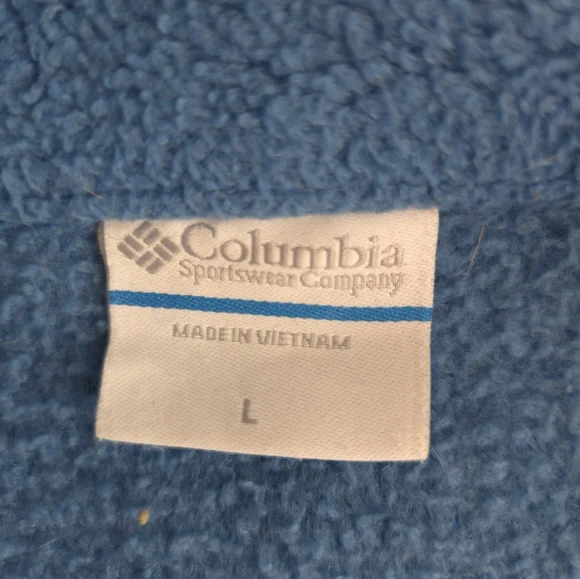 Columbia
Sportswear Company
MADE IN VIETNAM
L